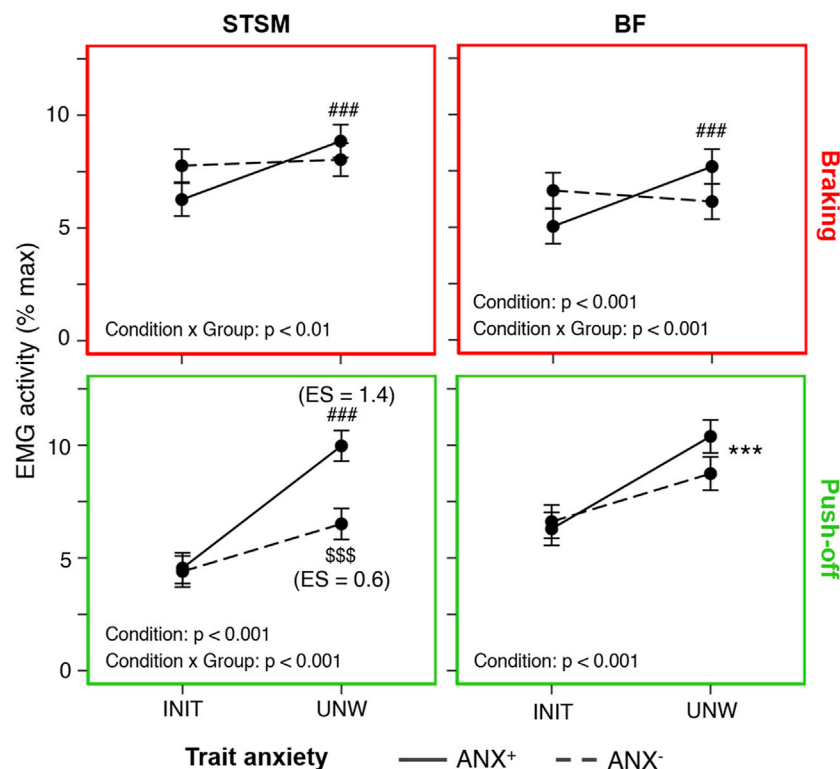 STSM
BF
EMG activity (% max)
10
5
0
###
Condition x Group: p < 0.01
###
Condition: p < 0.001
Condition x Group: p < 0.001
Braking
10
5
0
(ES = 1.4)
###
$$$
(ES = 0.6)
Condition: p < 0.001
Condition x Group: p < 0.001
***
Condition: p < 0.001
Push-off
INIT
UNW
INIT
UNW
Trait anxiety
ANX⁺
ANX⁻